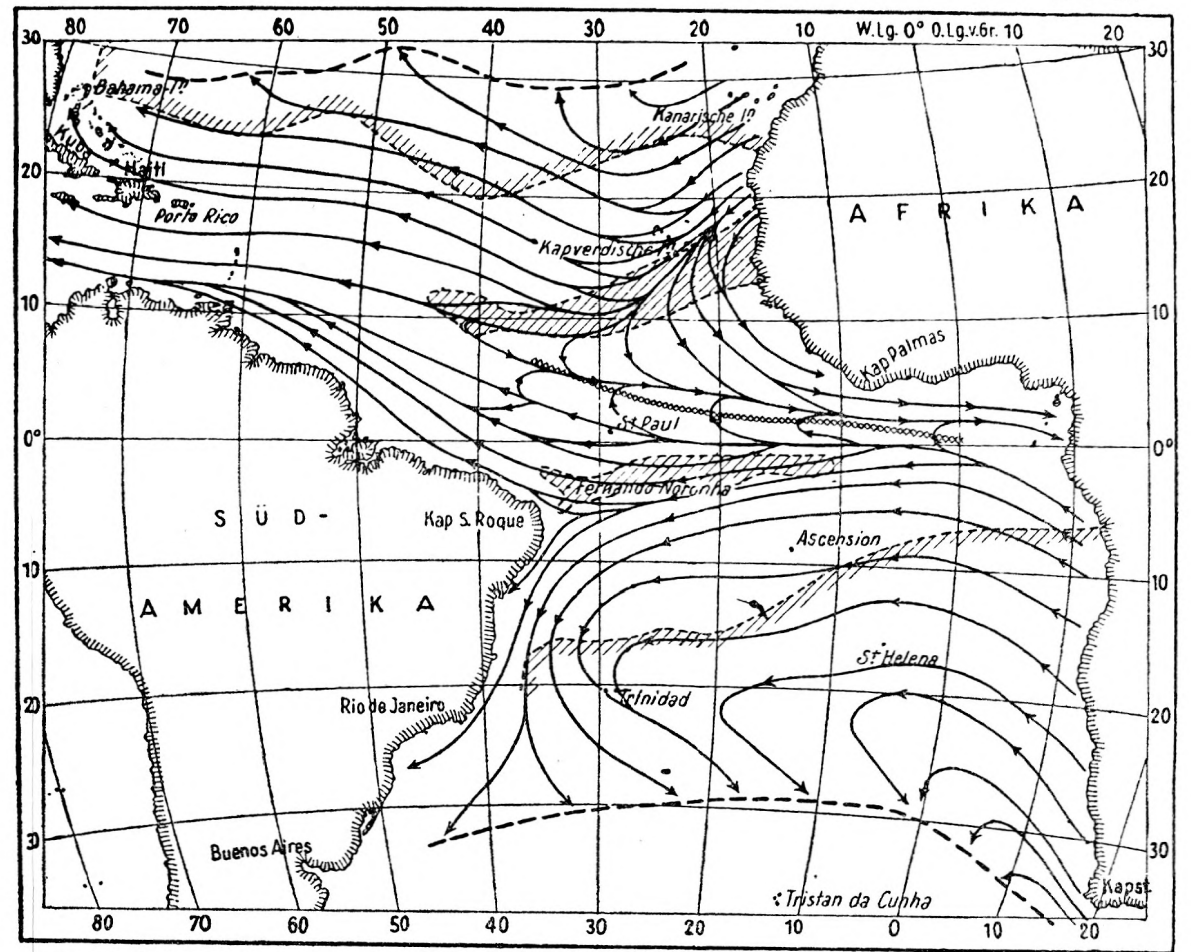 80 70 60 50 40 30 20 10 W.Lg. 0° O.Lg.v.Gr. 10 20
30 30
Bahama-Iⁿ
Kanarische Iⁿ
Kuba
20 Haiti 20
Porto Rico
A F R I K A
Kapverdische Iⁿ
10 10
Kap Palmas
St Paul
0° 0°
Fernando Noronha
S Ü D -
Kap S. Roque
Ascension
10 10
A M E R I K A
St Helena
Trinidad
Rio de Janeiro
20 20
Buenos Aires
30
Kapst.
Tristan da Cunha
80 70 60 50 40 30 20 10 0 10 20